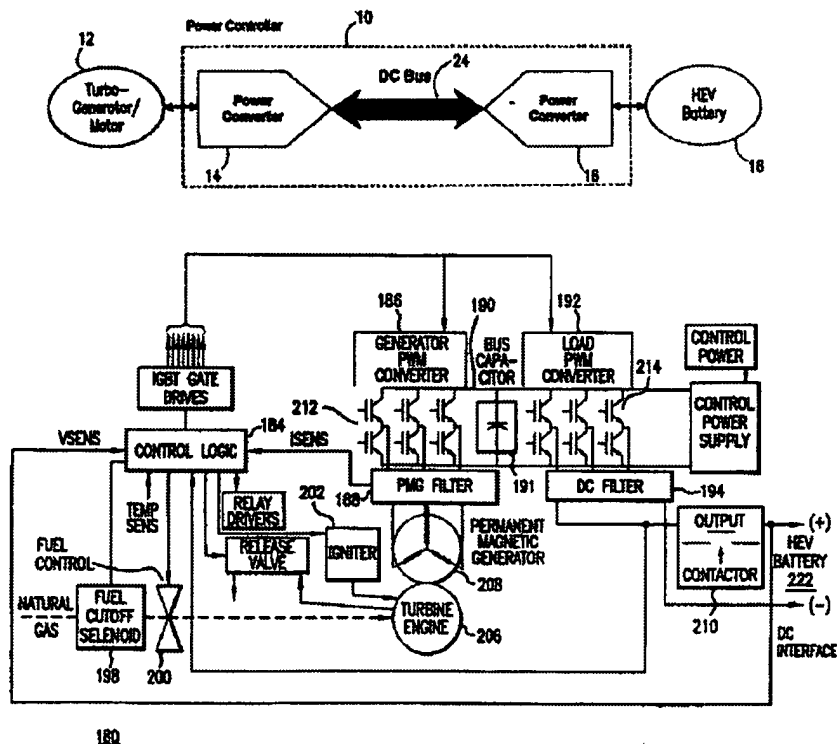 Power Controller
10
12
Turbo-
Generator/
Motor
Power
Converter
14
DC Bus
24
Power
Converter
16
HEV
Battery
18
IGBT GATE
DRIVES
VSENS
184
CONTROL LOGIC
ISENS
TEMP
SENS
FUEL
CONTROL
RELAY
DRIVERS
RELEASE
VALVE
202
IGNITER
NATURAL
GAS
FUEL
CUTOFF
SELENOID
198
200
186
GENERATOR
PWM
CONVERTER
190
BUS
CAPA-
CITOR
192
LOAD
PWM
CONVERTER
214
212
191
CONTROL
POWER
CONTROL
POWER
SUPPLY
188
PMG FILTER
DC FILTER
194
PERMANENT
MAGNETIC
GENERATOR
208
TURBINE
ENGINE
206
OUTPUT
CONTACTOR
210
(+)
HEV
BATTERY
222
(-)
DC
INTERFACE
180